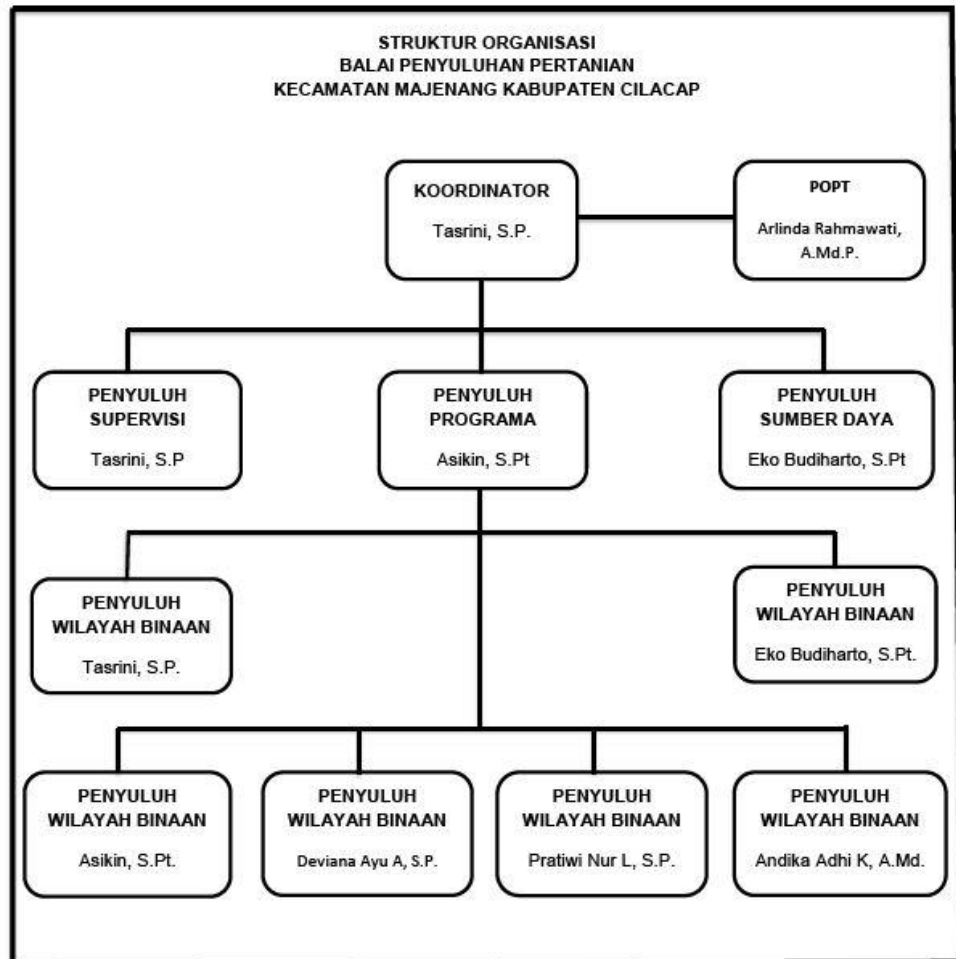 STRUKTUR ORGANISASI
BALAI PENYULUHAN PERTANIAN
KECAMATAN MAJENANG KABUPATEN CILACAP
KOORDINATOR
Tasrini, S.P.
POPT
Arlinda Rahmawati,
A.Md.P.
PENYULUH
SUPERVISI
Tasrini, S.P
PENYULUH
PROGRAMA
Asikin, S.Pt
PENYULUH
SUMBER DAYA
Eko Budiharto, S.Pt
PENYULUH
WILAYAH BINAAN
Tasrini, S.P.
PENYULUH
WILAYAH BINAAN
Eko Budiharto, S.Pt.
PENYULUH
WILAYAH BINAAN
Asikin, S.Pt.
PENYULUH
WILAYAH BINAAN
Deviana Ayu A, S.P.
PENYULUH
WILAYAH BINAAN
Pratiwi Nur L, S.P.
PENYULUH
WILAYAH BINAAN
Andika Adhi K, A.Md.